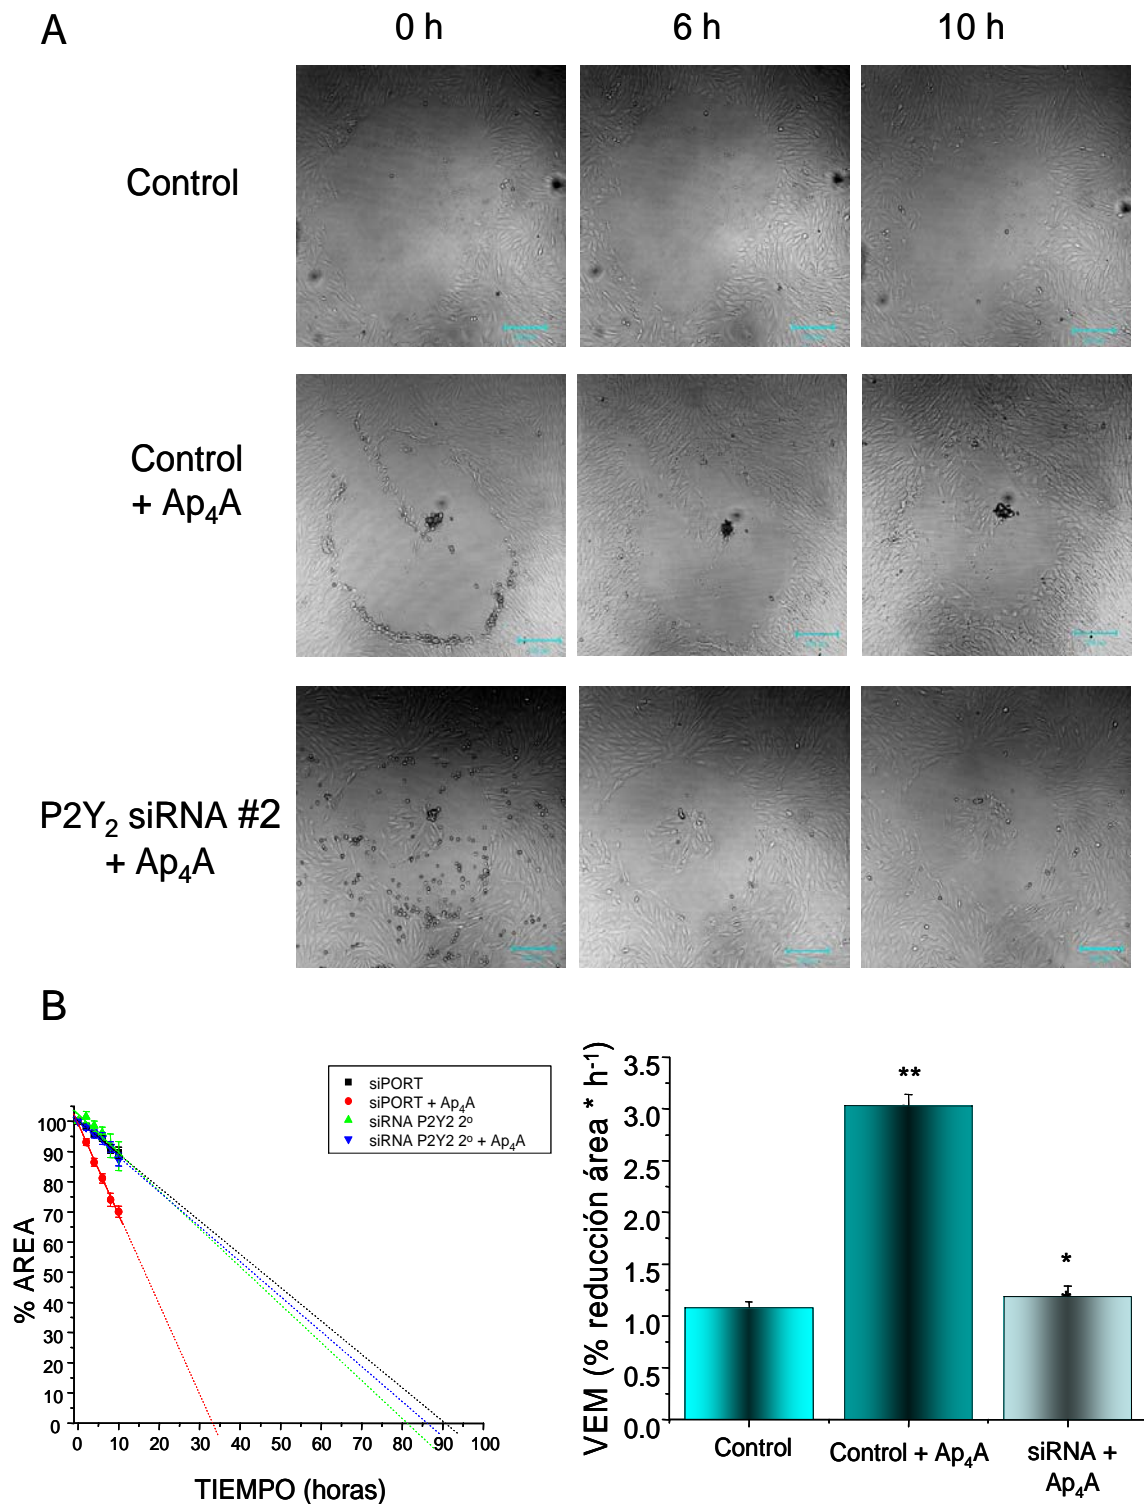 A
0 h
6 h
10 h
Control
Control
+ Ap₄A
P2Y₂ siRNA #2
+ Ap₄A
B
siPORT
siPORT + Ap₄A
siRNA P2Y2 2º
siRNA P2Y2 2º + Ap₄A
% AREA
100
90
80
70
60
50
40
30
20
10
0
0 10 20 30 40 50 60 70 80 90 100
TIEMPO (horas)
VEM (% reducción área * h⁻¹)
3.5
3.0
2.5
2.0
1.5
1.0
0.5
0.0
**
*
Control
Control + Ap₄A
siRNA +
Ap₄A